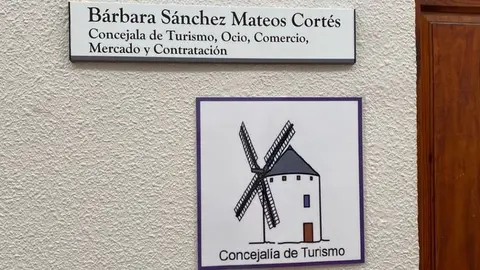 Bárbara Sánchez Mateos Cortés
Concejala de Turismo, Ocio, Comercio,
Mercado y Contratación
Concejalía de Turismo